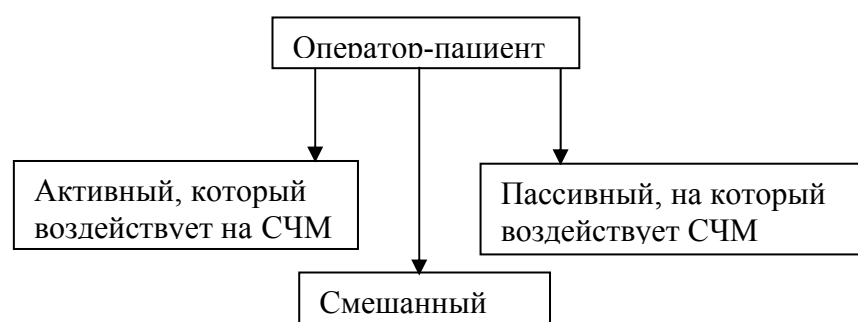 Оператор-пациент
Активный, который
воздействует на СЧМ
Пассивный, на который
воздействует СЧМ
Смешанный